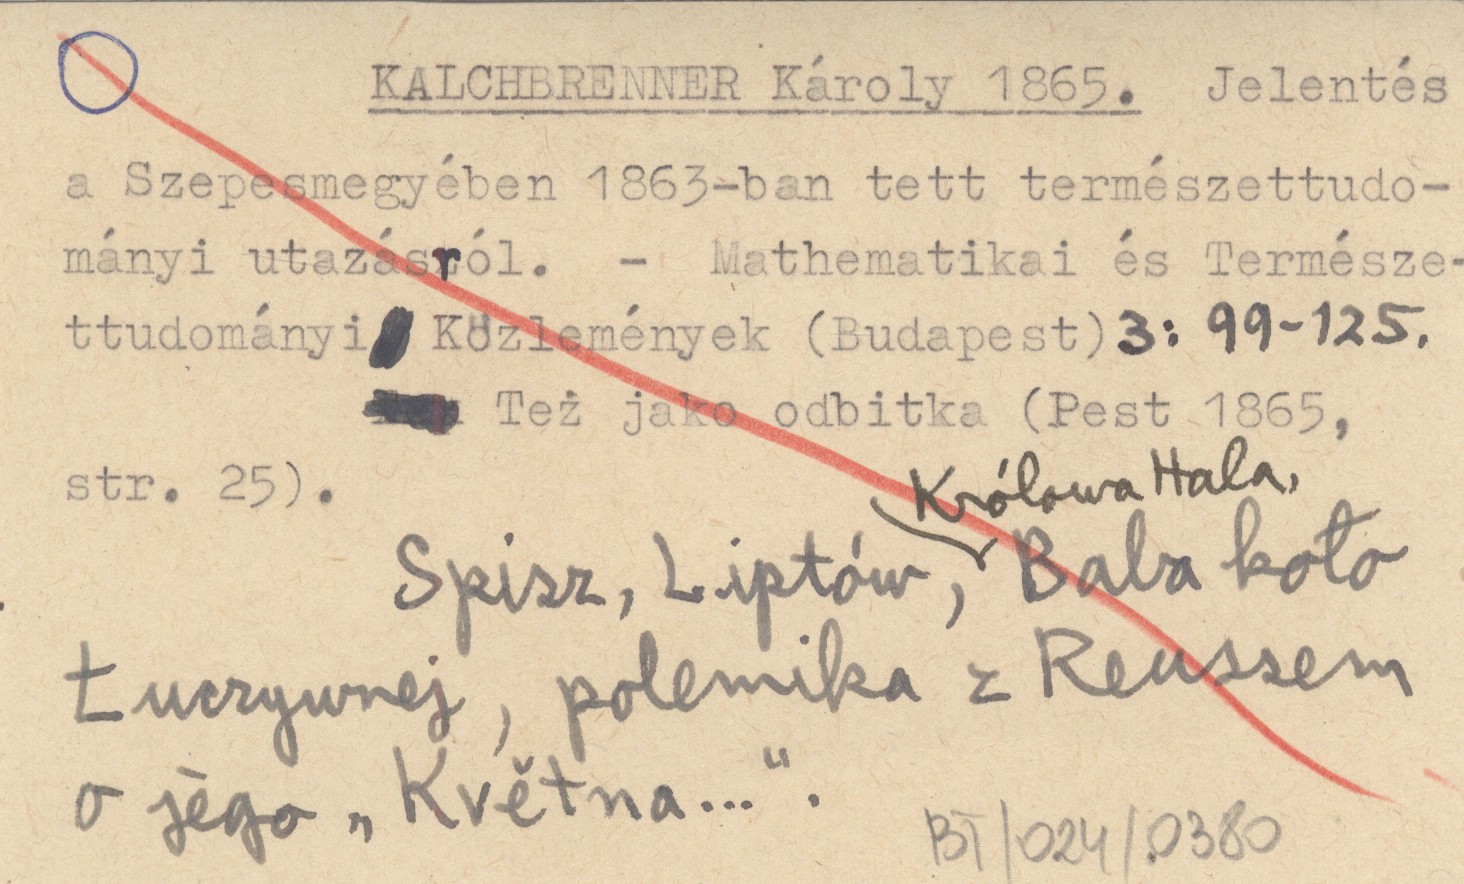 KALCHBRENNER Károly 1865. Jelentés
a Szepesmegyében 1863-ban tett természettudo-
mányi utazásról. - Mathematikai és Természe-
ttudományi Közlemények (Budapest) 3: 99-125.
Też jako odbitka (Pest 1865,
str. 25).
Królowa Hala,
Spisz, Liptów, Baba koło
Łuczywnej, polemika z Reussem
o jego „Května...“.
BT/024/0380